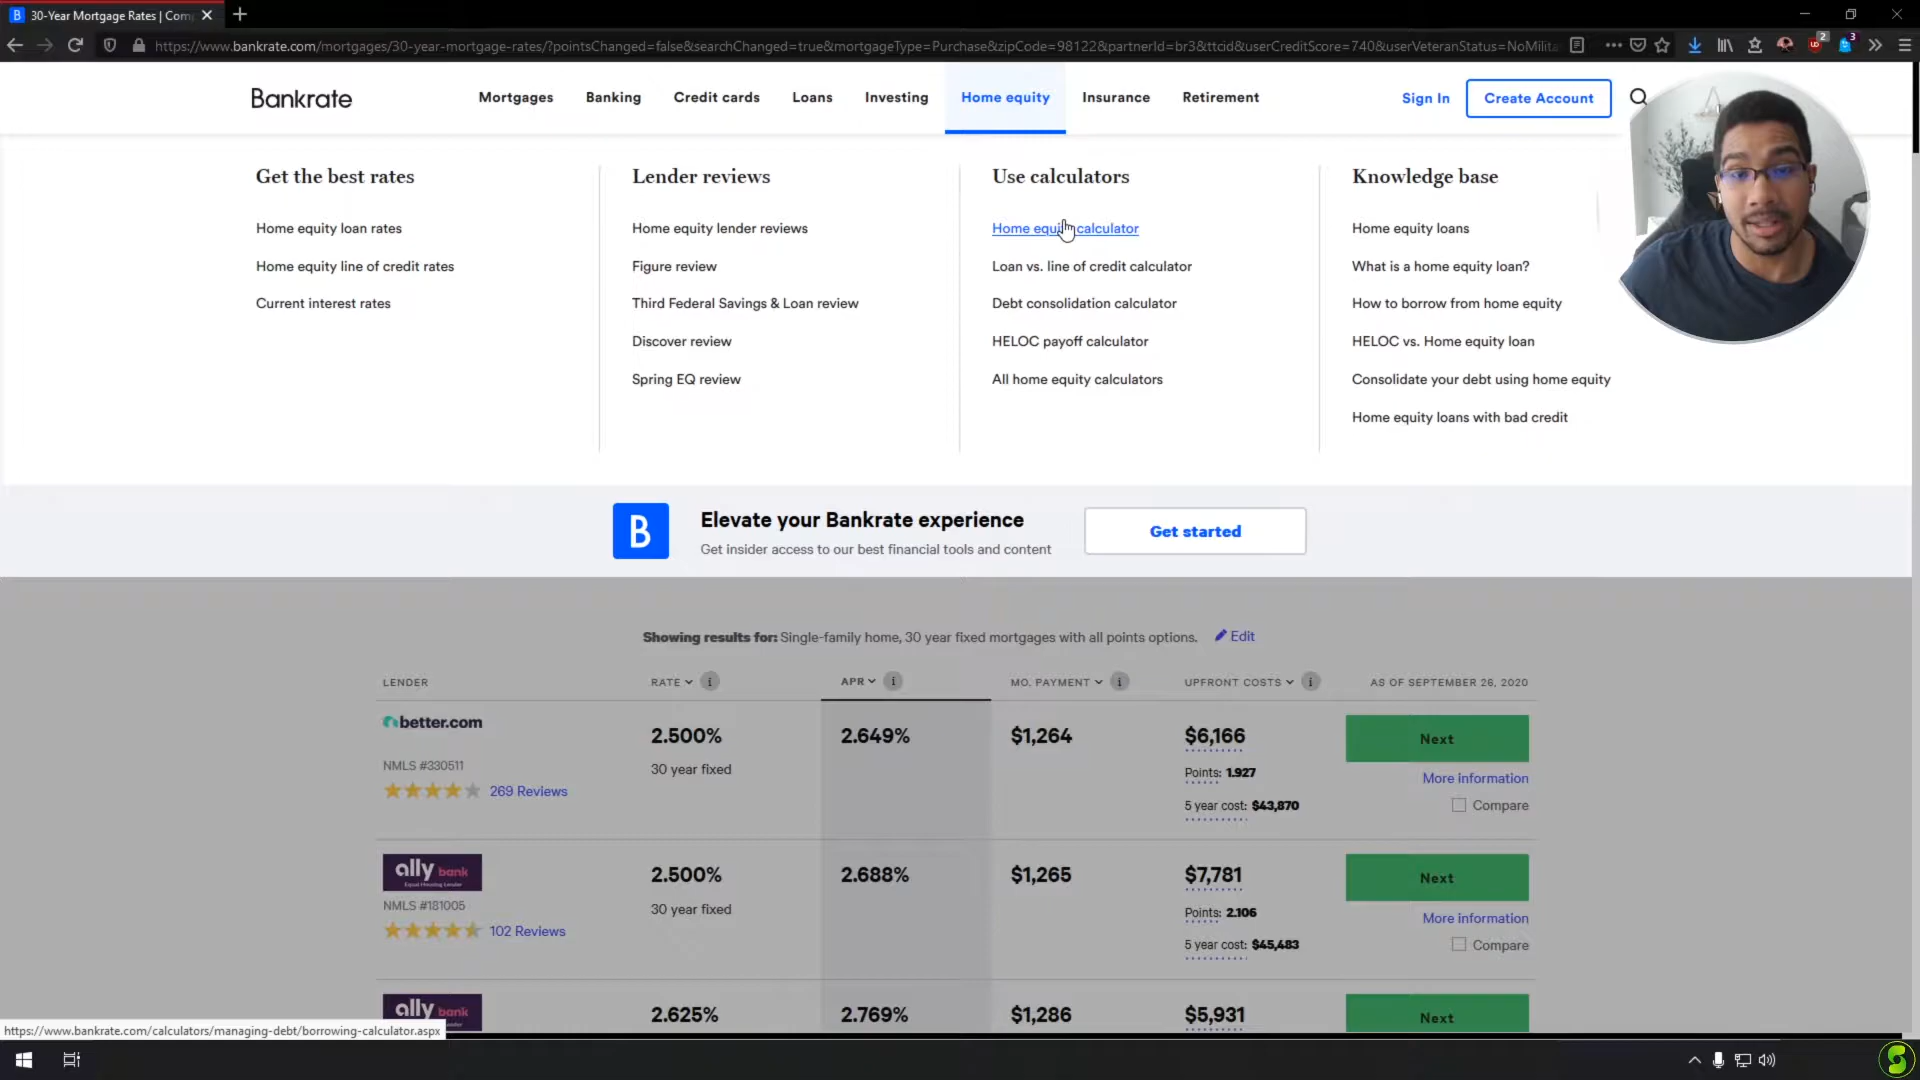 30-Year Mortgage Rates | Com
https://www.bankrate.com/mortgages/30-year-mortgage-rates/?pointsChanged=false&searchChanged=true&mortgageType=Purchase&zipCode=98122&partnerId=br3&ttcid&userCreditScore=740&userVeteranStatus=NoMilit
2
3
Bankrate
Mortgages Banking Credit cards Loans Investing Home equity Insurance Retirement
Sign In Create Account
Get the best rates
Home equity loan rates
Home equity line of credit rates
Current interest rates
Lender reviews
Home equity lender reviews
Figure review
Third Federal Savings & Loan review
Discover review
Spring EQ review
Use calculators
Home equity calculator
Loan vs. line of credit calculator
Debt consolidation calculator
HELOC payoff calculator
All home equity calculators
Knowledge base
Home equity loans
What is a home equity loan?
How to borrow from home equity
HELOC vs. Home equity loan
Consolidate your debt using home equity
Home equity loans with bad credit
B
Elevate your Bankrate experience
Get insider access to our best financial tools and content
Get started
Showing results for: Single-family home, 30 year fixed mortgages with all points options. Edit
LENDER RATE APR MO. PAYMENT UPFRONT COSTS AS OF SEPTEMBER 26, 2020
better.com
NMLS #330511
269 Reviews
2.500%
30 year fixed
2.649%
$1,264
$6,166
Points: 1.927
5 year cost: $43,870
Next
More information
Compare
ally bank
Equal Housing Lender
NMLS #181005
102 Reviews
2.500%
30 year fixed
2.688%
$1,265
$7,781
Points: 2.106
5 year cost: $45,483
Next
More information
Compare
ally bank
2.625%
2.769%
$1,286
$5,931
Next
https://www.bankrate.com/calculators/managing-debt/borrowing-calculator.aspx